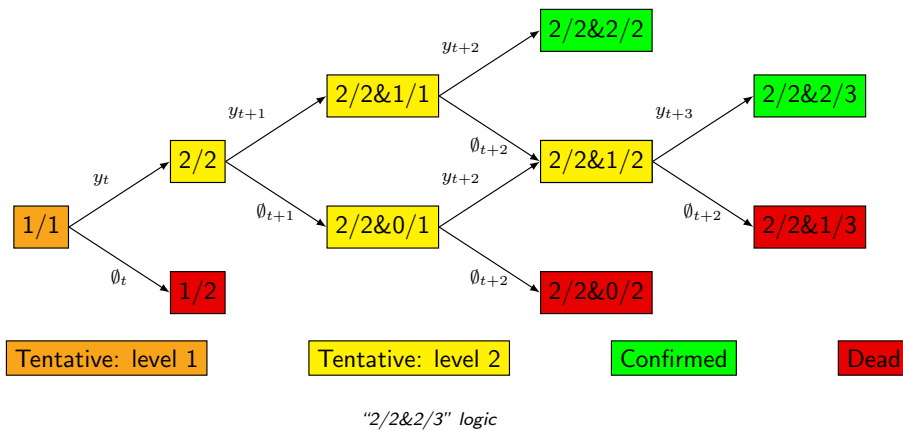 2/2&2/2
y_{t+2}
2/2&1/1
2/2&2/3
y_{t+1}
y_{t+3}
∅_{t+2}
2/2
2/2&1/2
y_t
y_{t+2}
1/1
∅_{t+1}
2/2&0/1
∅_{t+2}
2/2&1/3
∅_t
∅_{t+2}
1/2
2/2&0/2
Tentative: level 1 Tentative: level 2 Confirmed Dead
“2/2&2/3” logic